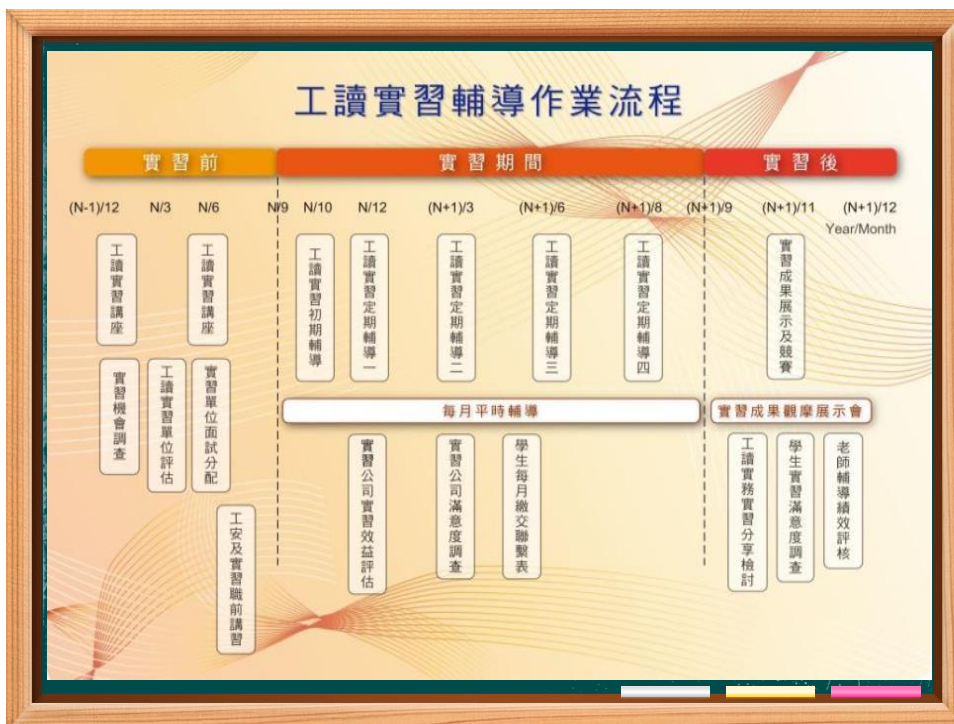 工讀實習輔導作業流程
實習前
實習期間
實習後
(N-1)/12
N/3
N/6
N/9
N/10
N/12
(N+1)/3
(N+1)/6
(N+1)/8
(N+1)/9
(N+1)/11
(N+1)/12
Year/Month
工讀實習講座
工讀實習講座
工讀實習初期輔導
工讀實習定期輔導一
工讀實習定期輔導二
工讀實習定期輔導三
工讀實習定期輔導四
實習成果展示及競賽
實習機會調查
工讀實習單位評估
實習單位面試分配
每月平時輔導
實習成果觀摩展示會
實習公司實習效益評估
實習公司滿意度調查
學生每月繳交聯繫表
工讀實務實習分享檢討
學生實習滿意度調查
老師輔導績效評核
工安及實習職前講習